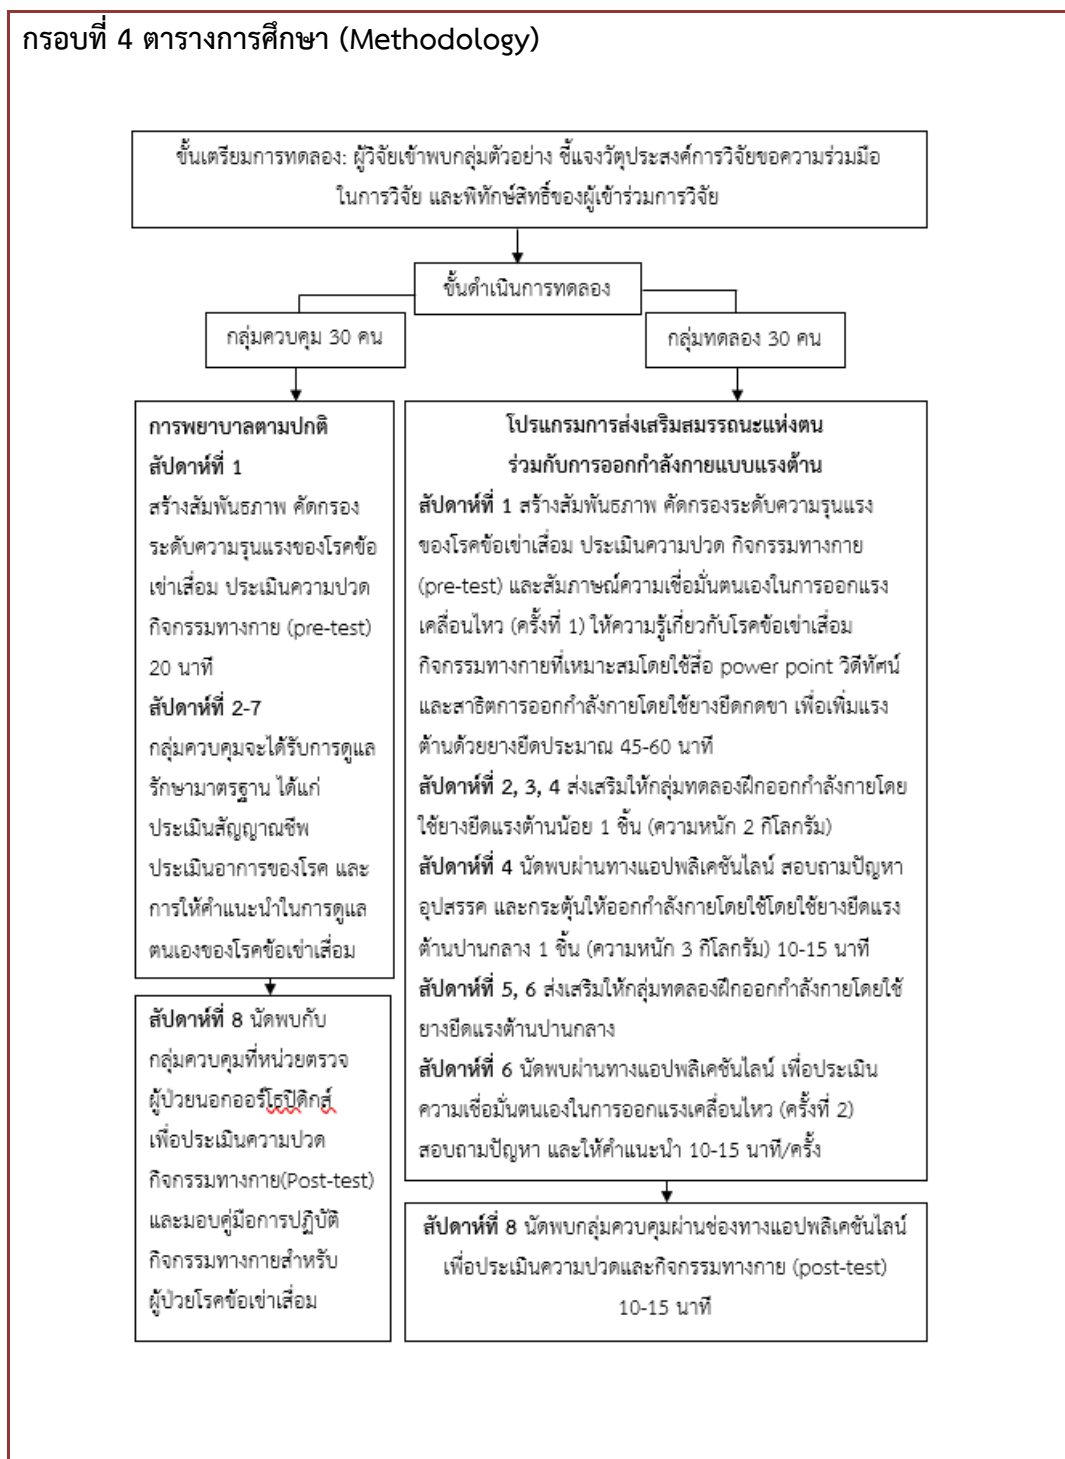 กรอบที่ 4 ตารางการศึกษา (Methodology)
ขั้นเตรียมการทดลอง: ผู้วิจัยเข้าพบกลุ่มตัวอย่าง ชี้แจงวัตุประสงค์การวิจัยขอความร่วมมือ
ในการวิจัย และพิทักษ์สิทธิ์ของผู้เข้าร่วมการวิจัย
ขั้นดำเนินการทดลอง
กลุ่มควบคุม 30 คน
กลุ่มทดลอง 30 คน
การพยาบาลตามปกติ
สัปดาห์ที่ 1
สร้างสัมพันธภาพ คัดกรอง
ระดับความรุนแรงของโรคข้อ
เข่าเสื่อม ประเมินความปวด
กิจกรรมทางกาย (pre-test)
20 นาที
สัปดาห์ที่ 2-7
กลุ่มควบคุมจะได้รับการดูแล
รักษามาตรฐาน ได้แก่
ประเมินสัญญาณชีพ
ประเมินอาการของโรค และ
การให้คำแนะนำในการดูแล
ตนเองของโรคข้อเข่าเสื่อม
สัปดาห์ที่ 8 นัดพบกับ
กลุ่มควบคุมที่หน่วยตรวจ
ผู้ป่วยนอกออร์โธปิดิกส์
เพื่อประเมินความปวด
กิจกรรมทางกาย(Post-test)
และมอบคู่มือการปฏิบัติ
กิจกรรมทางกายสำหรับ
ผู้ป่วยโรคข้อเข่าเสื่อม
โปรแกรมการส่งเสริมสมรรถนะแห่งตน
ร่วมกับการออกกำลังกายแบบแรงต้าน
สัปดาห์ที่ 1 สร้างสัมพันธภาพ คัดกรองระดับความรุนแรง
ของโรคข้อเข่าเสื่อม ประเมินความปวด กิจกรรมทางกาย
(pre-test) และสัมภาษณ์ความเชื่อมั่นตนเองในการออกแรง
เคลื่อนไหว (ครั้งที่ 1) ให้ความรู้เกี่ยวกับโรคข้อเข่าเสื่อม
กิจกรรมทางกายที่เหมาะสมโดยใช้สื่อ power point วิดีทัศน์
และสาธิตการออกกำลังกายโดยใช้ยางยืดกดขา เพื่อเพิ่มแรง
ต้านด้วยยางยืดประมาณ 45-60 นาที
สัปดาห์ที่ 2, 3, 4 ส่งเสริมให้กลุ่มทดลองฝึกออกกำลังกายโดย
ใช้ยางยืดแรงต้านน้อย 1 ชิ้น (ความหนัก 2 กิโลกรัม)
สัปดาห์ที่ 4 นัดพบผ่านทางแอปพลิเคชันไลน์ สอบถามปัญหา
อุปสรรค และกระตุ้นให้ออกกำลังกายโดยใช้โดยใช้ยางยืดแรง
ต้านปานกลาง 1 ชิ้น (ความหนัก 3 กิโลกรัม) 10-15 นาที
สัปดาห์ที่ 5, 6 ส่งเสริมให้กลุ่มทดลองฝึกออกกำลังกายโดยใช้
ยางยืดแรงต้านปานกลาง
สัปดาห์ที่ 6 นัดพบผ่านทางแอปพลิเคชันไลน์ เพื่อประเมิน
ความเชื่อมั่นตนเองในการออกแรงเคลื่อนไหว (ครั้งที่ 2)
สอบถามปัญหา และให้คำแนะนำ 10-15 นาที/ครั้ง
สัปดาห์ที่ 8 นัดพบกลุ่มควบคุมผ่านช่องทางแอปพลิเคชันไลน์
เพื่อประเมินความปวดและกิจกรรมทางกาย (post-test)
10-15 นาที